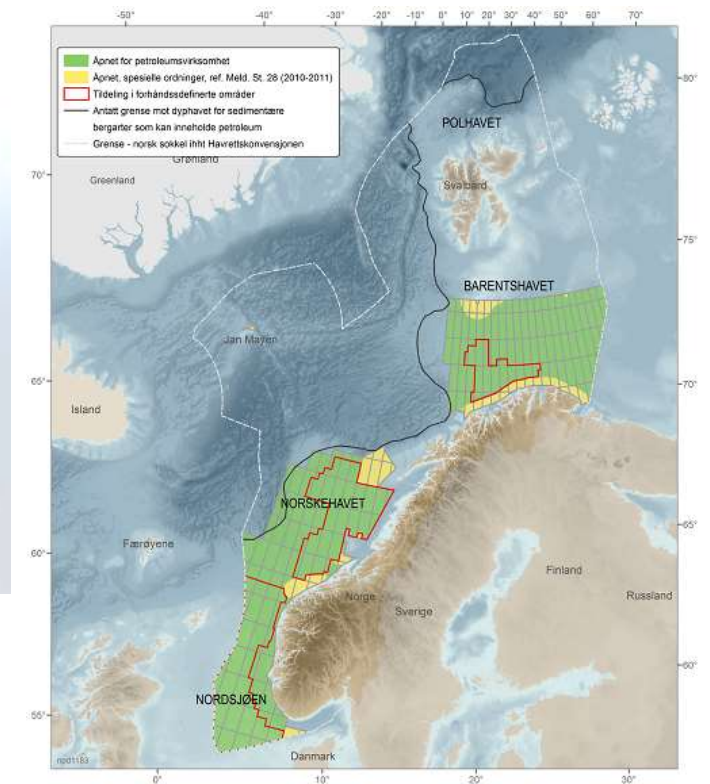 -50° -40° -30° -20° -10° 0° 10° 20° 30° 40° 50° 60° 70°
Åpnet for petroleumsvirksomhet
Åpnet, spesielle ordninger, ref. Meld. St. 28 (2010-2011)
Tildeling i forhåndsdefinerte områder
Antatt grense mot dyphavet for sedimentære
bergarter som kan inneholde petroleum
Grense - norsk sokkel ihht Havrettskonvensjonen
80°
POLHAVET
Grønland
Greenland
70°
Svalbard
75°
BARENTSHAVET
Jan Mayen
65°
70°
Island
NORSKEHAVET
65°
Færøyene
60°
Finland
Norge
Russland
Sverige
60°
NORDSJØEN
55°
Danmark
npd1183
0° 10° 20° 30°